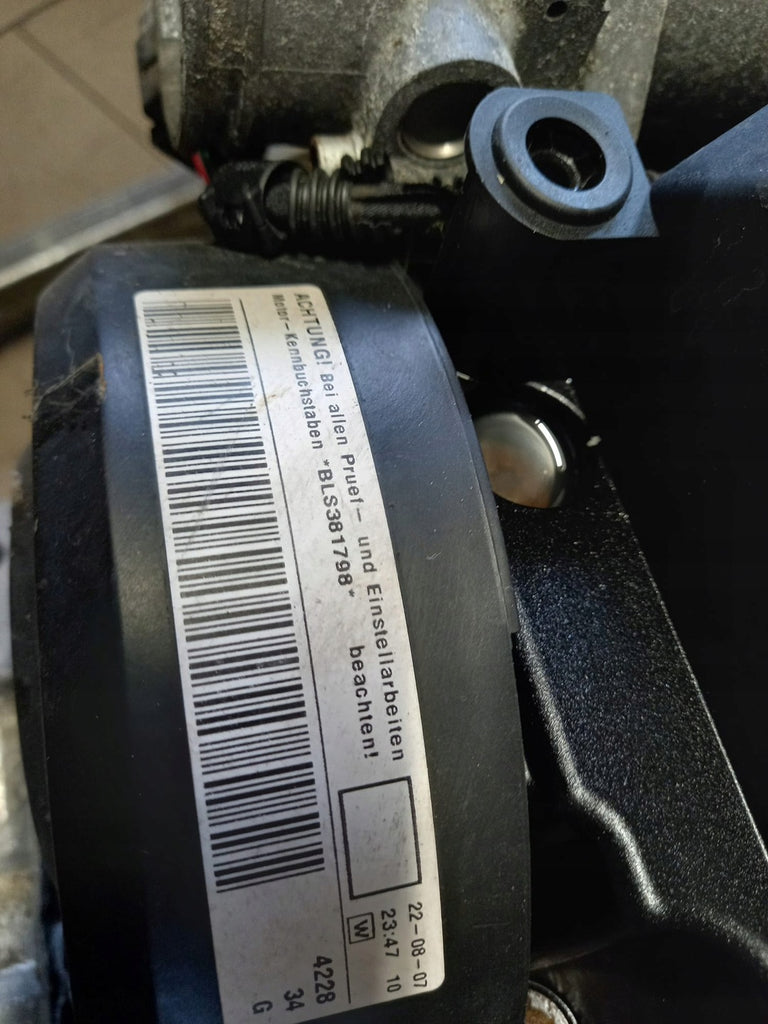 ACHTUNG! Bei allen Pruef- und Einstellarbeiten
Motor-Kennbuchstaben *BLS381798* beachten!
22-08-07
23:47 10
W
4228
34
G